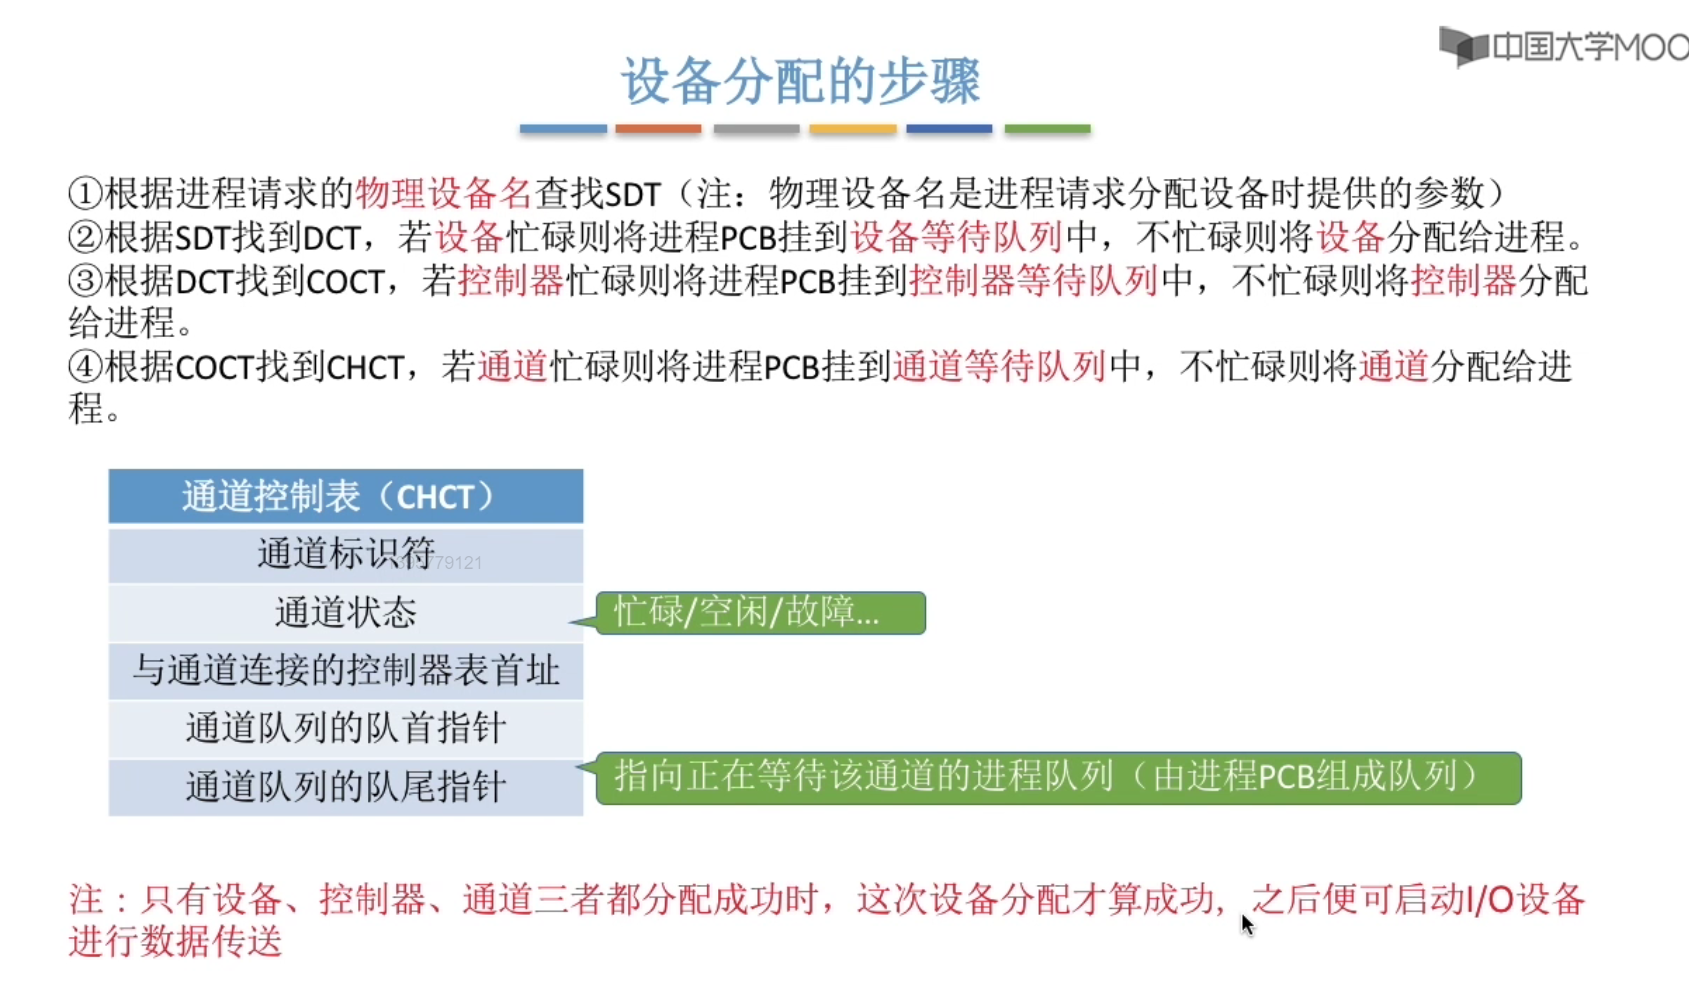 中国大学MOO
设备分配的步骤
①根据进程请求的物理设备名查找SDT（注：物理设备名是进程请求分配设备时提供的参数）
②根据SDT找到DCT，若设备忙碌则将进程PCB挂到设备等待队列中，不忙碌则将设备分配给进程。
③根据DCT找到COCT，若控制器忙碌则将进程PCB挂到控制器等待队列中，不忙碌则将控制器分配
给进程。
④根据COCT找到CHCT，若通道忙碌则将进程PCB挂到通道等待队列中，不忙碌则将通道分配给进
程。
通道控制表（CHCT）
通道标识符
通道状态
忙碌/空闲/故障...
与通道连接的控制器表首址
通道队列的队首指针
通道队列的队尾指针
指向正在等待该通道的进程队列（由进程PCB组成队列）
注：只有设备、控制器、通道三者都分配成功时，这次设备分配才算成功，之后便可启动I/O设备
进行数据传送